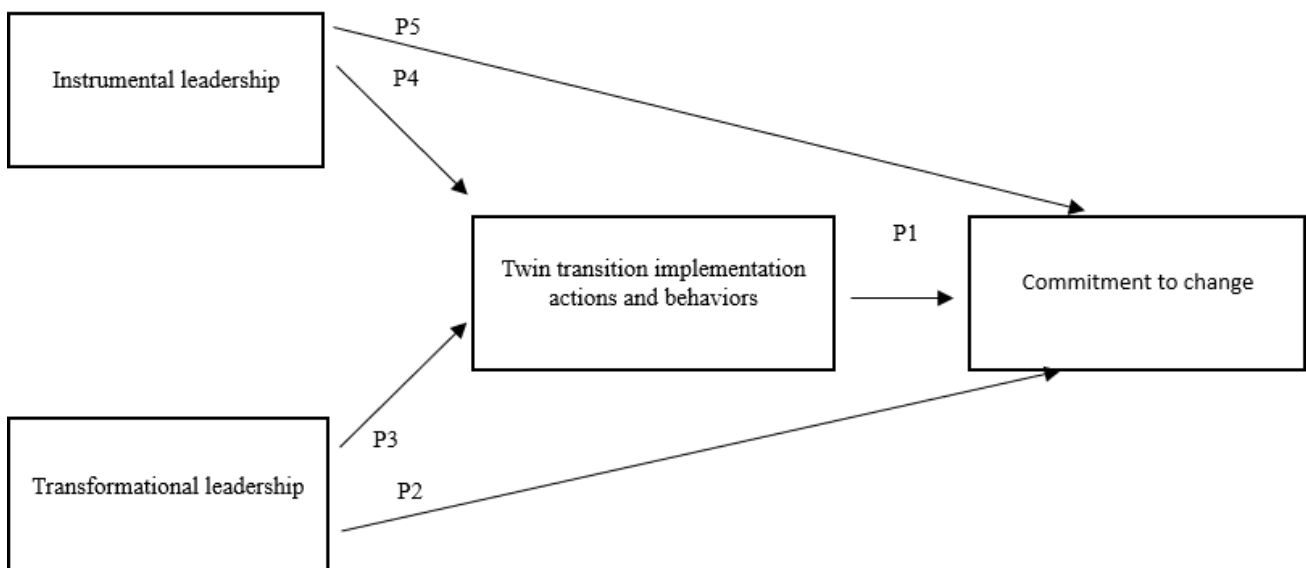 P5
Instrumental leadership
P4
P1
Twin transition implementation
actions and behaviors
Commitment to change
P3
Transformational leadership
P2